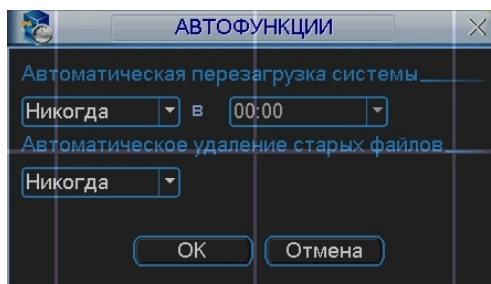 АВТОФУНКЦИИ
Автоматическая перезагрузка системы
Никогда в 00:00
Автоматическое удаление старых файлов
Никогда
OK Отмена